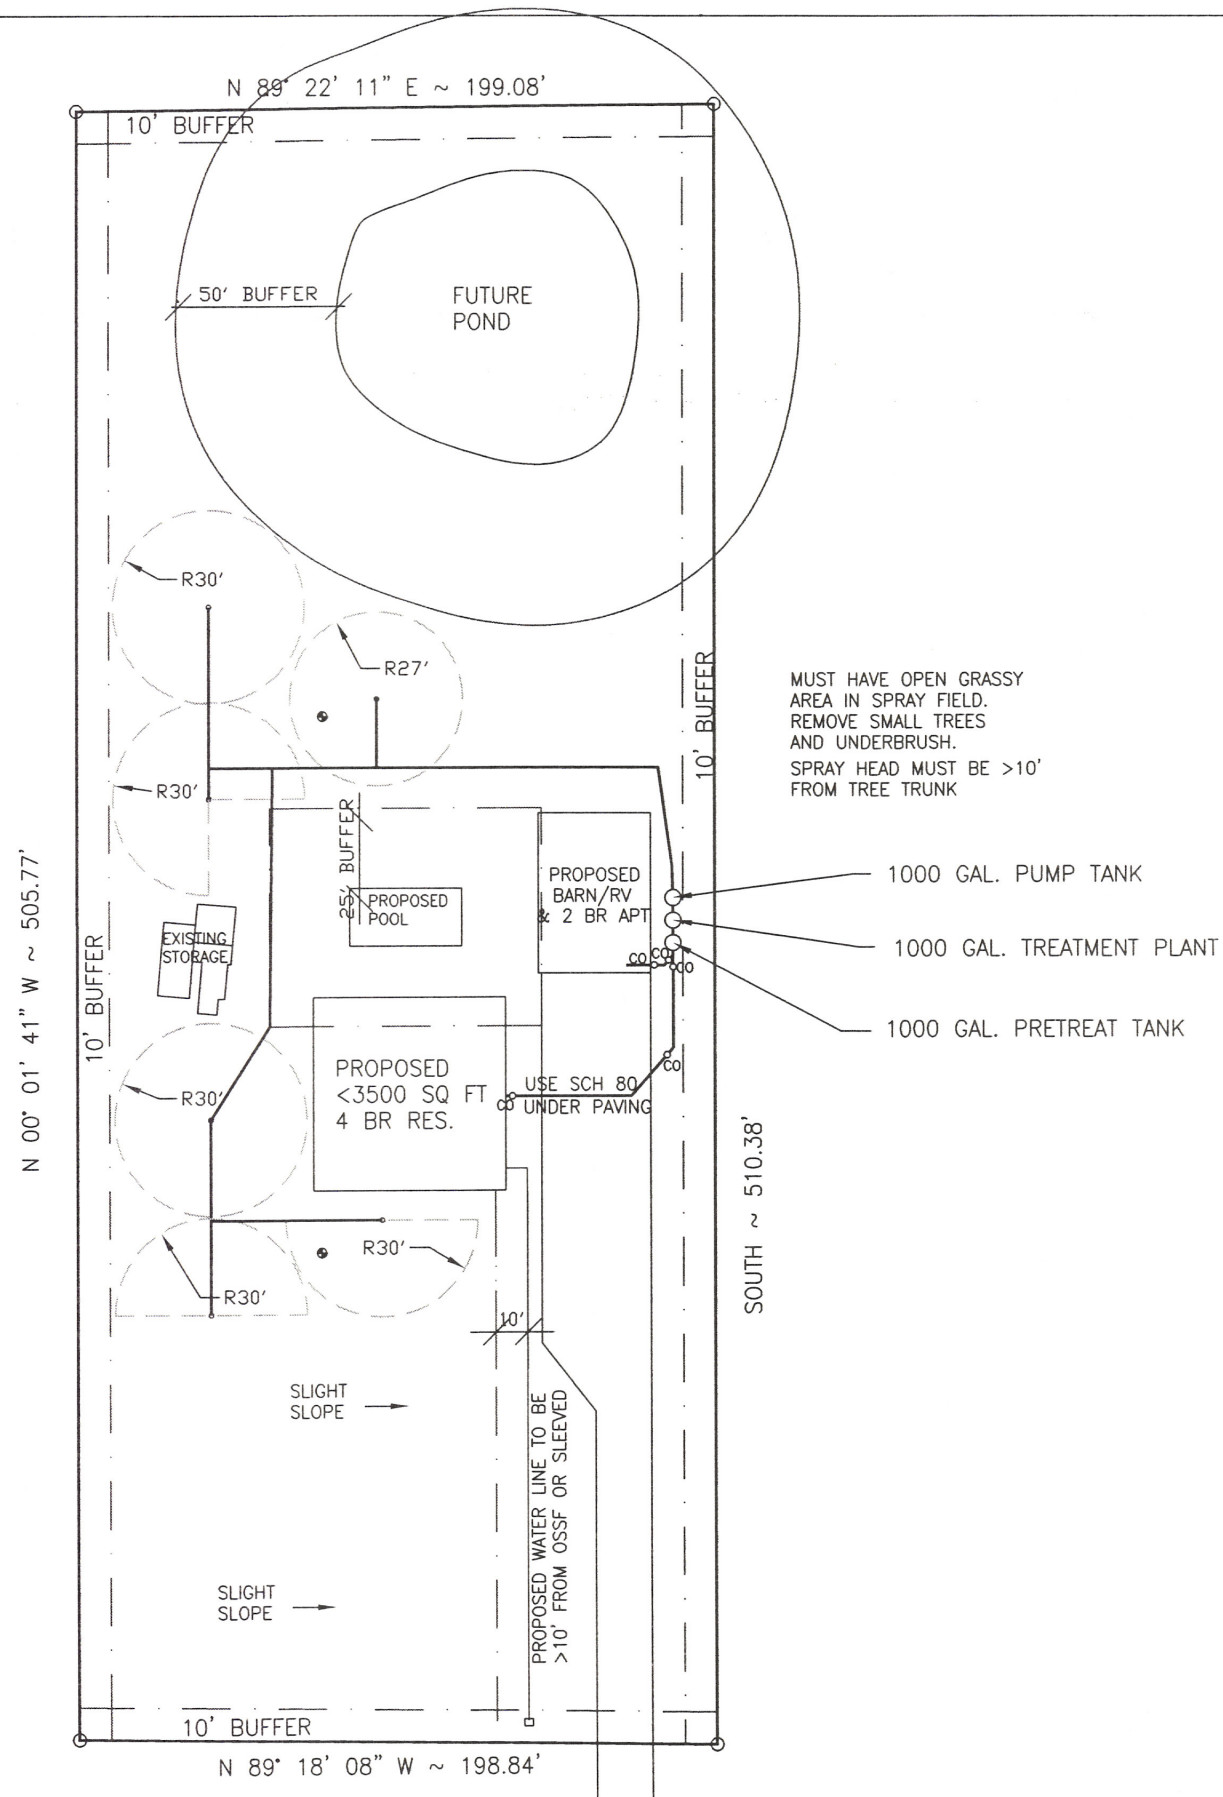 N 89° 22' 11" E ~ 199.08'
10' BUFFER
50' BUFFER
FUTURE
POND
R30'
R27'
10' BUFFER
MUST HAVE OPEN GRASSY
AREA IN SPRAY FIELD.
REMOVE SMALL TREES
AND UNDERBRUSH.
SPRAY HEAD MUST BE >10'
FROM TREE TRUNK
R30'
25' BUFFER
PROPOSED
POOL
PROPOSED
BARN/RV
& 2 BR APT
1000 GAL. PUMP TANK
1000 GAL. TREATMENT PLANT
1000 GAL. PRETREAT TANK
EXISTING
STORAGE
CO
CO
CO
CO
N 00° 01' 41" W ~ 505.77'
10' BUFFER
PROPOSED
<3500 SQ FT
4 BR RES.
CO
USE SCH 80
UNDER PAVING
R30'
SOUTH ~ 510.38'
R30'
R30'
10'
SLIGHT
SLOPE
PROPOSED WATER LINE TO BE
>10' FROM OSSF OR SLEEVED
SLIGHT
SLOPE
10' BUFFER
N 89° 18' 08" W ~ 198.84'